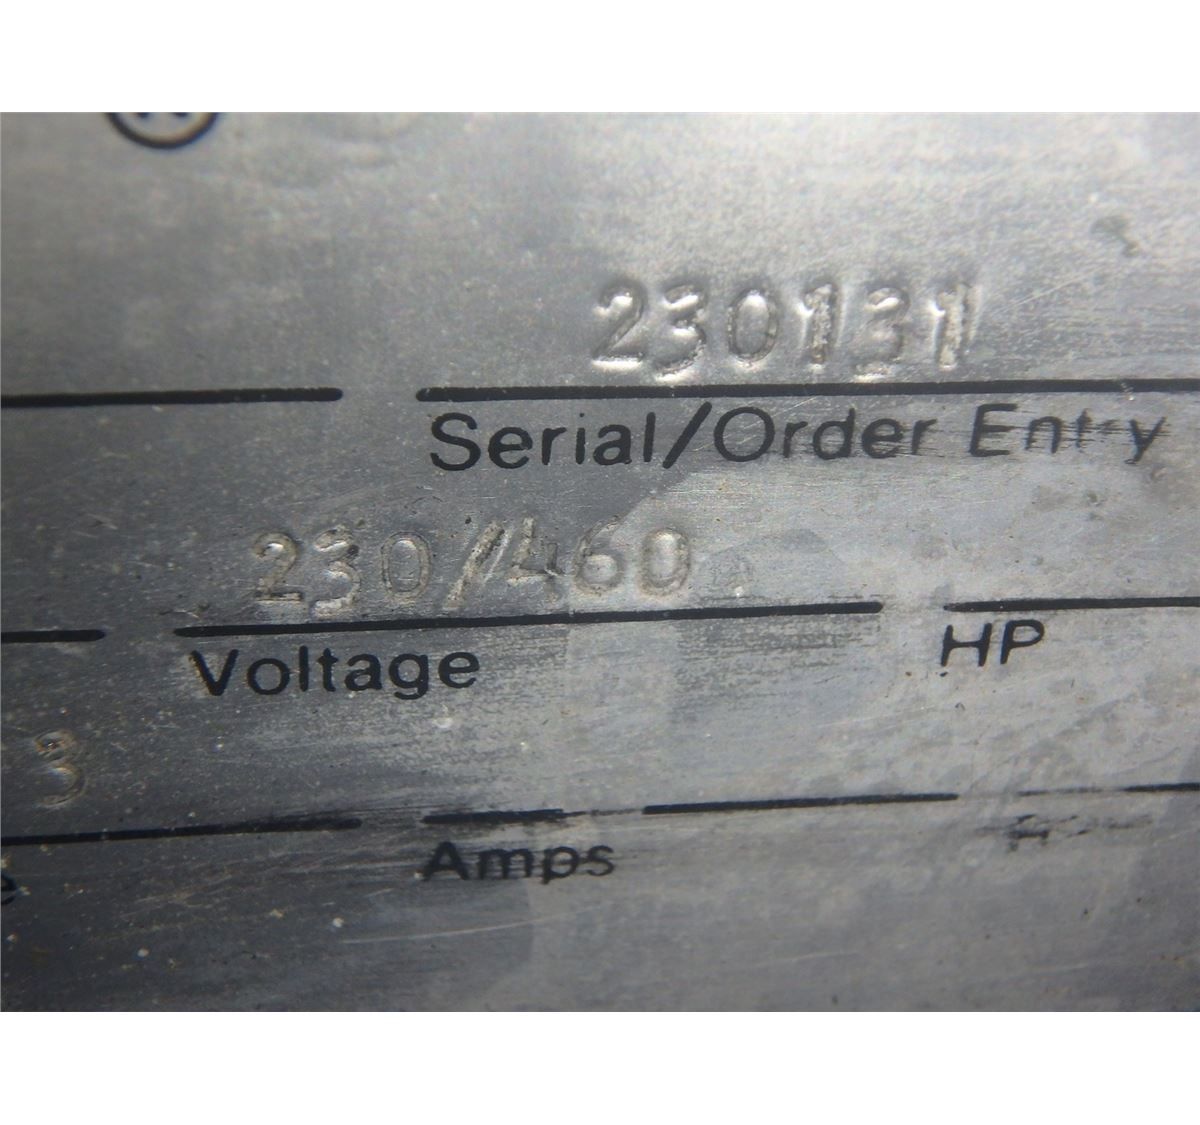 ®
230131
Serial/Order Entry
230/460
Voltage HP
3
Amps